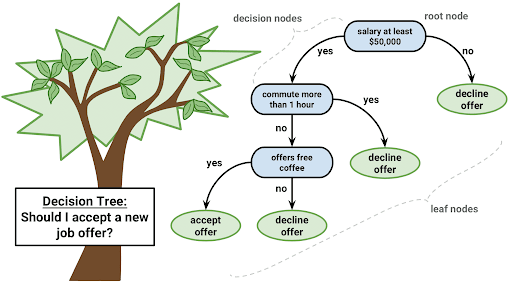 decision nodes
root node
salary at least
$50,000
yes
no
commute more
than 1 hour
decline
offer
yes
no
offers free
coffee
decline
offer
yes
no
accept
offer
decline
offer
leaf nodes
Decision Tree:
Should I accept a new
job offer?